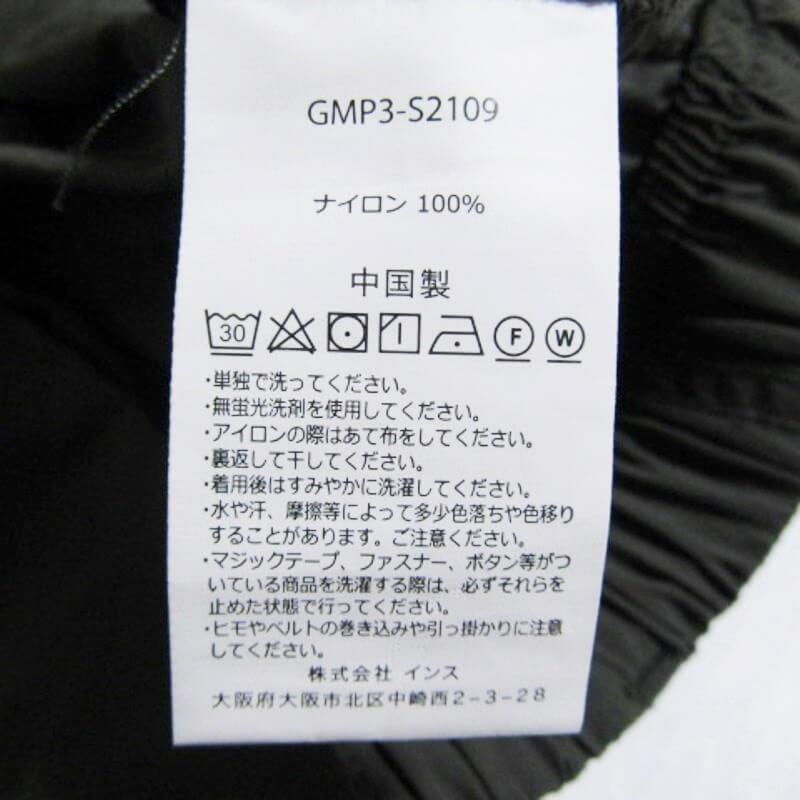 GMP3-S2109
ナイロン 100%
中国製
30 F W
・単独で洗ってください。
・無蛍光洗剤を使用してください。
・アイロンの際はあて布をしてください。
・裏返して干してください。
・着用後はすみやかに洗濯してください。
・水や汗、摩擦等によって多少色落ちや色移り
することがあります。ご注意ください。
・マジックテープ、ファスナー、ボタン等がつ
いている商品を洗濯する際は、必ずそれらを
止めた状態で行ってください。
・ヒモやベルトの巻き込みや引っ掛かりに注意
してください。
株式会社 インス
大阪府大阪市北区中崎西2-3-28